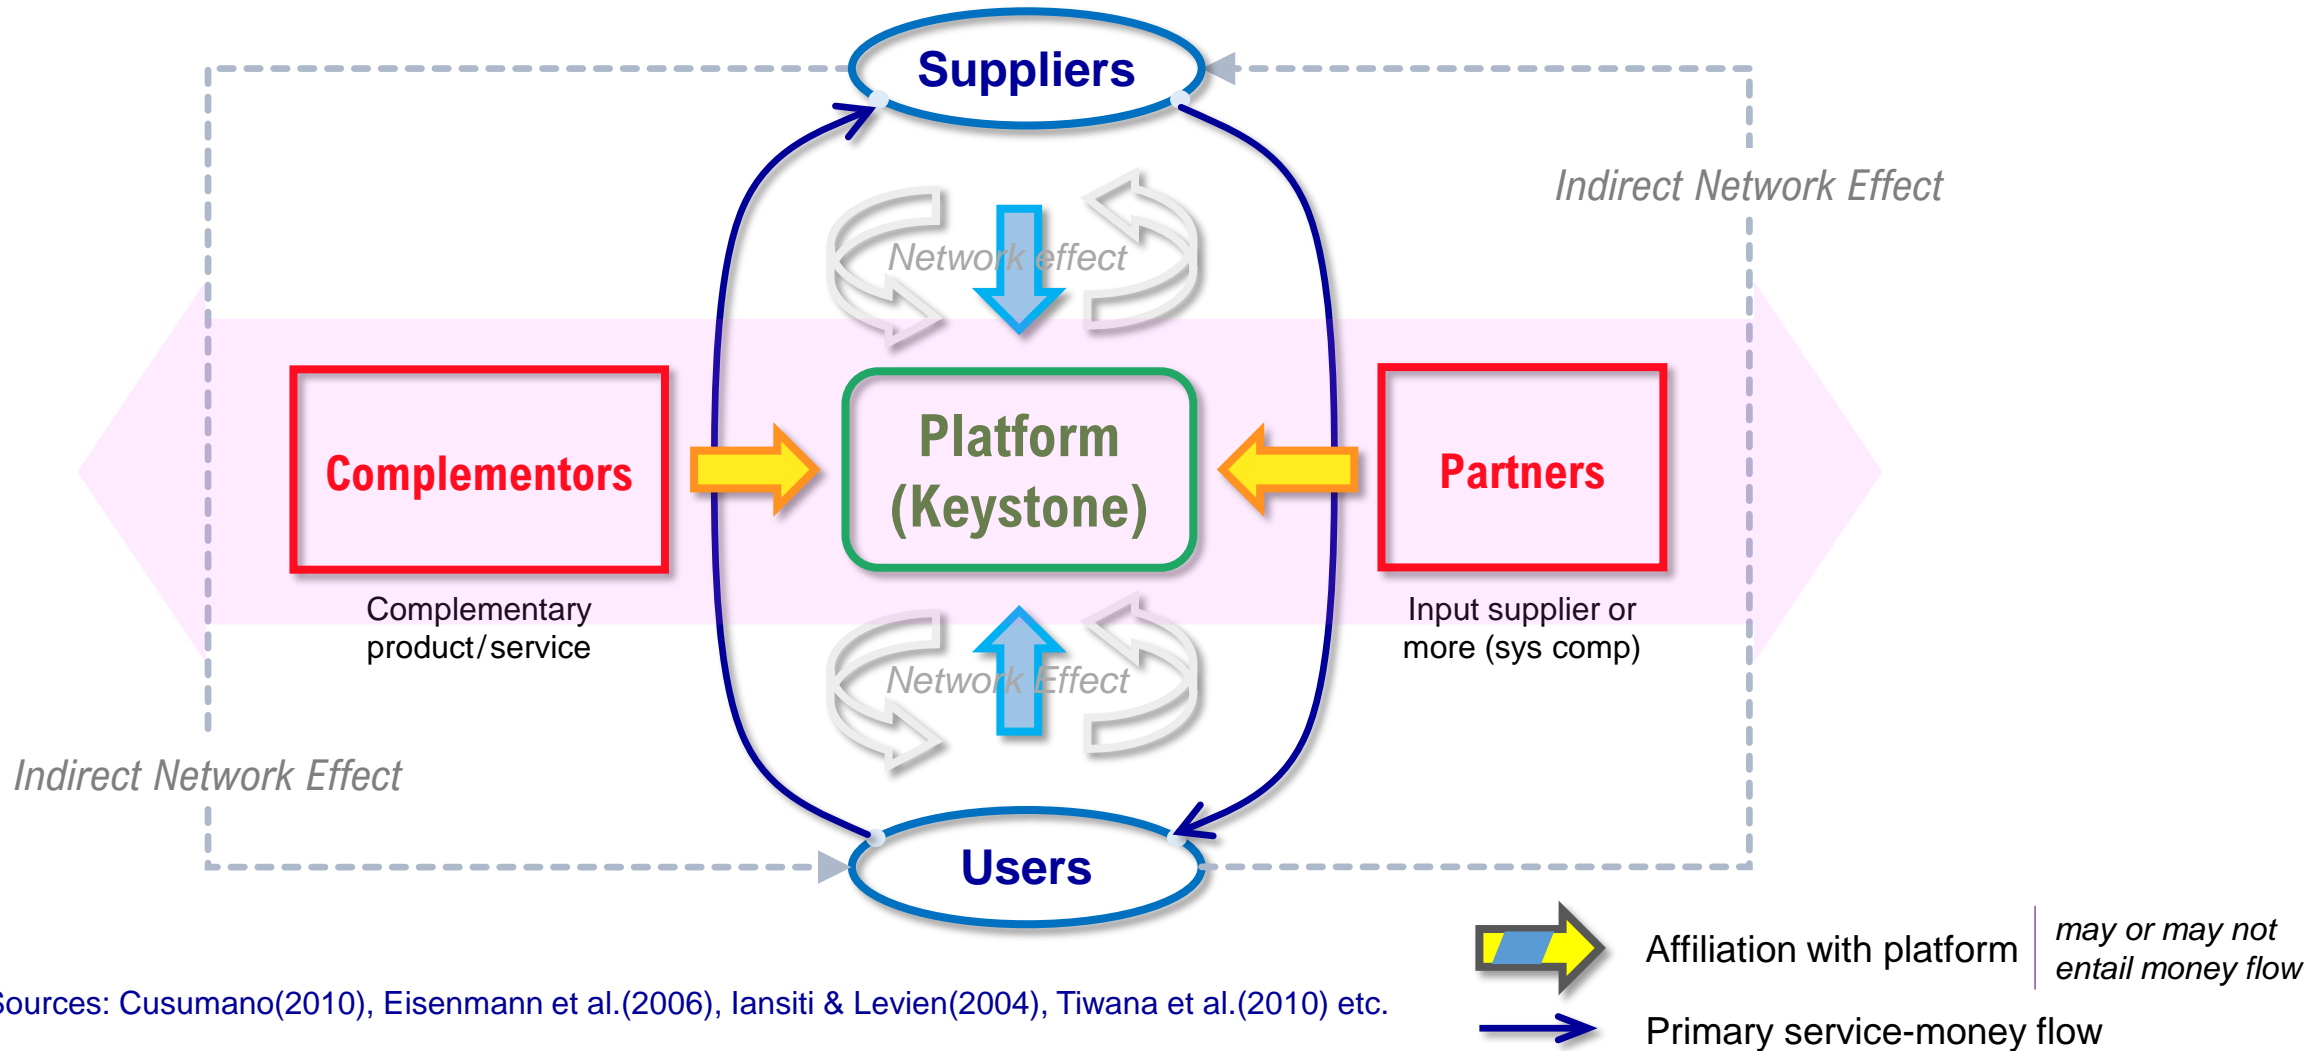 Suppliers
Indirect Network Effect
Network effect
Platform
(Keystone)
Complementors
Partners
Complementary
product/service
Input supplier or
more (sys comp)
Network Effect
Indirect Network Effect
Users
Affiliation with platform
may or may not
entail money flow
Sources: Cusumano(2010), Eisenmann et al.(2006), Iansiti & Levien(2004), Tiwana et al.(2010) etc.
Primary service-money flow